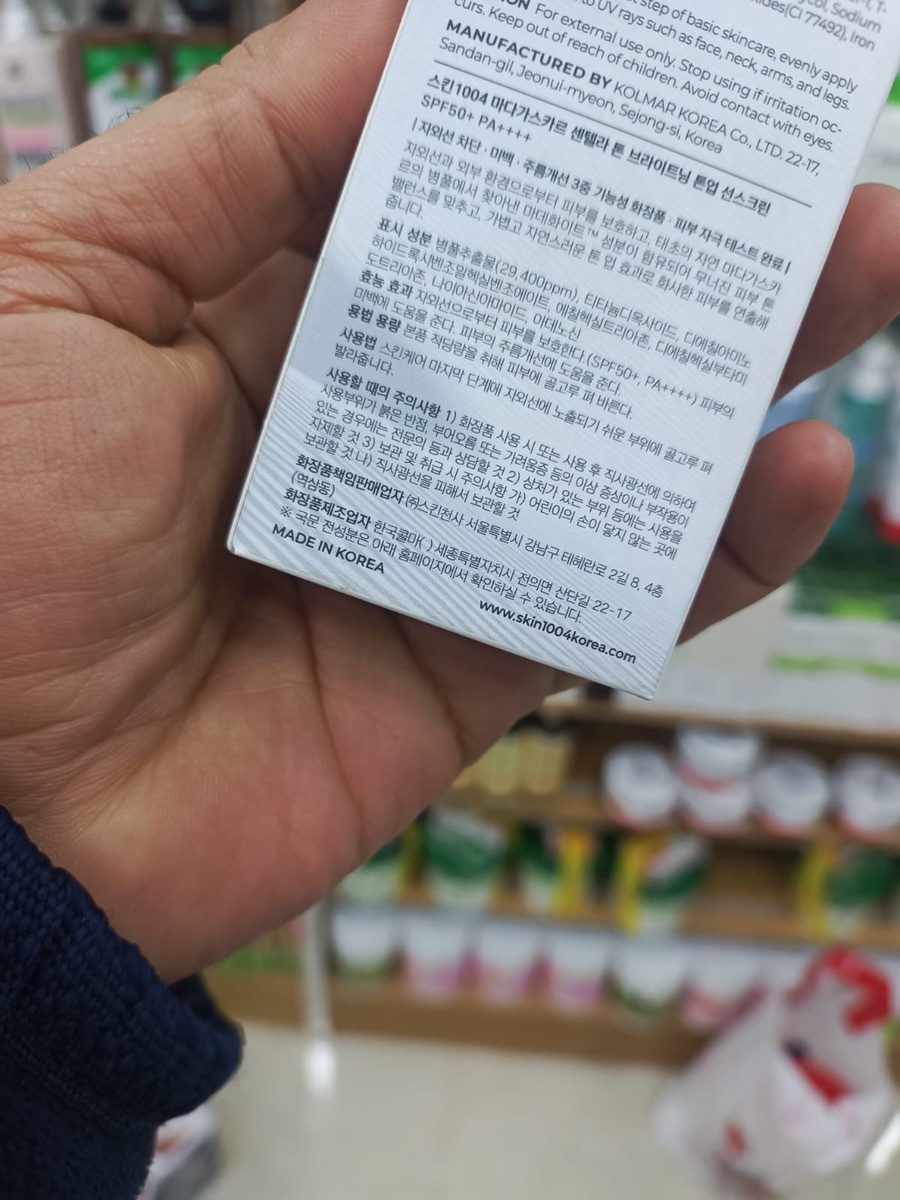 T-
ycol, Sodium
ides(CI 77492), Iron
t step of basic skincare, evenly apply
to UV rays such as face, neck, arms, and legs.
For external use only. Stop using if irritation oc-
curs. Keep out of reach of children. Avoid contact with eyes.
MANUFACTURED BY KOLMAR KOREA Co., LTD. 22-17,
Sandan-gil, Jeonui-myeon, Sejong-si, Korea
스킨1004 마다가스카르 센텔라 톤 브라이트닝 톤업 선스크린
SPF50+ PA++++
| 자외선 차단 · 미백 · 주름개선 3중 기능성 화장품 · 피부 자극 테스트 완료 |
자외선과 외부 환경으로부터 피부를 보호하고, 태초의 자연 마다가스카
르의 병풀에서 찾아낸 마데화이트™ 성분이 함유되어 무너진 피부 톤
밸런스를 맞추고, 가볍고 자연스러운 톤 업 효과로 화사한 피부를 연출해
줍니다.
표시 성분 병풀추출물(29,400ppm), 티타늄디옥사이드, 디에칠아미노
하이드록시벤조일헥실벤조에이트, 에칠헥실트리아존, 디에칠헥실부타미
도트리아존, 나이아신아마이드, 아데노신
효능 효과 자외선으로부터 피부를 보호한다 (SPF50+, PA++++) 피부의
미백에 도움을 준다. 피부의 주름개선에 도움을 준다.
용법 용량 본품 적당량을 취해 피부에 골고루 펴 바른다.
사용법 스킨케어 마지막 단계에 자외선에 노출되기 쉬운 부위에 골고루 펴
발라줍니다.
사용할 때의 주의사항 1) 화장품 사용 시 또는 사용 후 직사광선에 의하여
사용부위가 붉은 반점, 부어오름 또는 가려움증 등의 이상 증상이나 부작용이
있는 경우에는 전문의 등과 상담할 것 2) 상처가 있는 부위 등에는 사용을
자제할 것 3) 보관 및 취급 시 주의사항 가) 어린이의 손이 닿지 않는 곳에
보관할 것 나) 직사광선을 피해서 보관할 것
화장품책임판매업자 ㈜스킨천사 서울특별시 강남구 테헤란로 2길 8, 4층
(역삼동)
화장품제조업자 한국콜마( ) 세종특별자치시 전의면 산단길 22-17
※ 국문 전성분은 아래 홈페이지에서 확인하실 수 있습니다.
MADE IN KOREA
www.skin1004korea.com